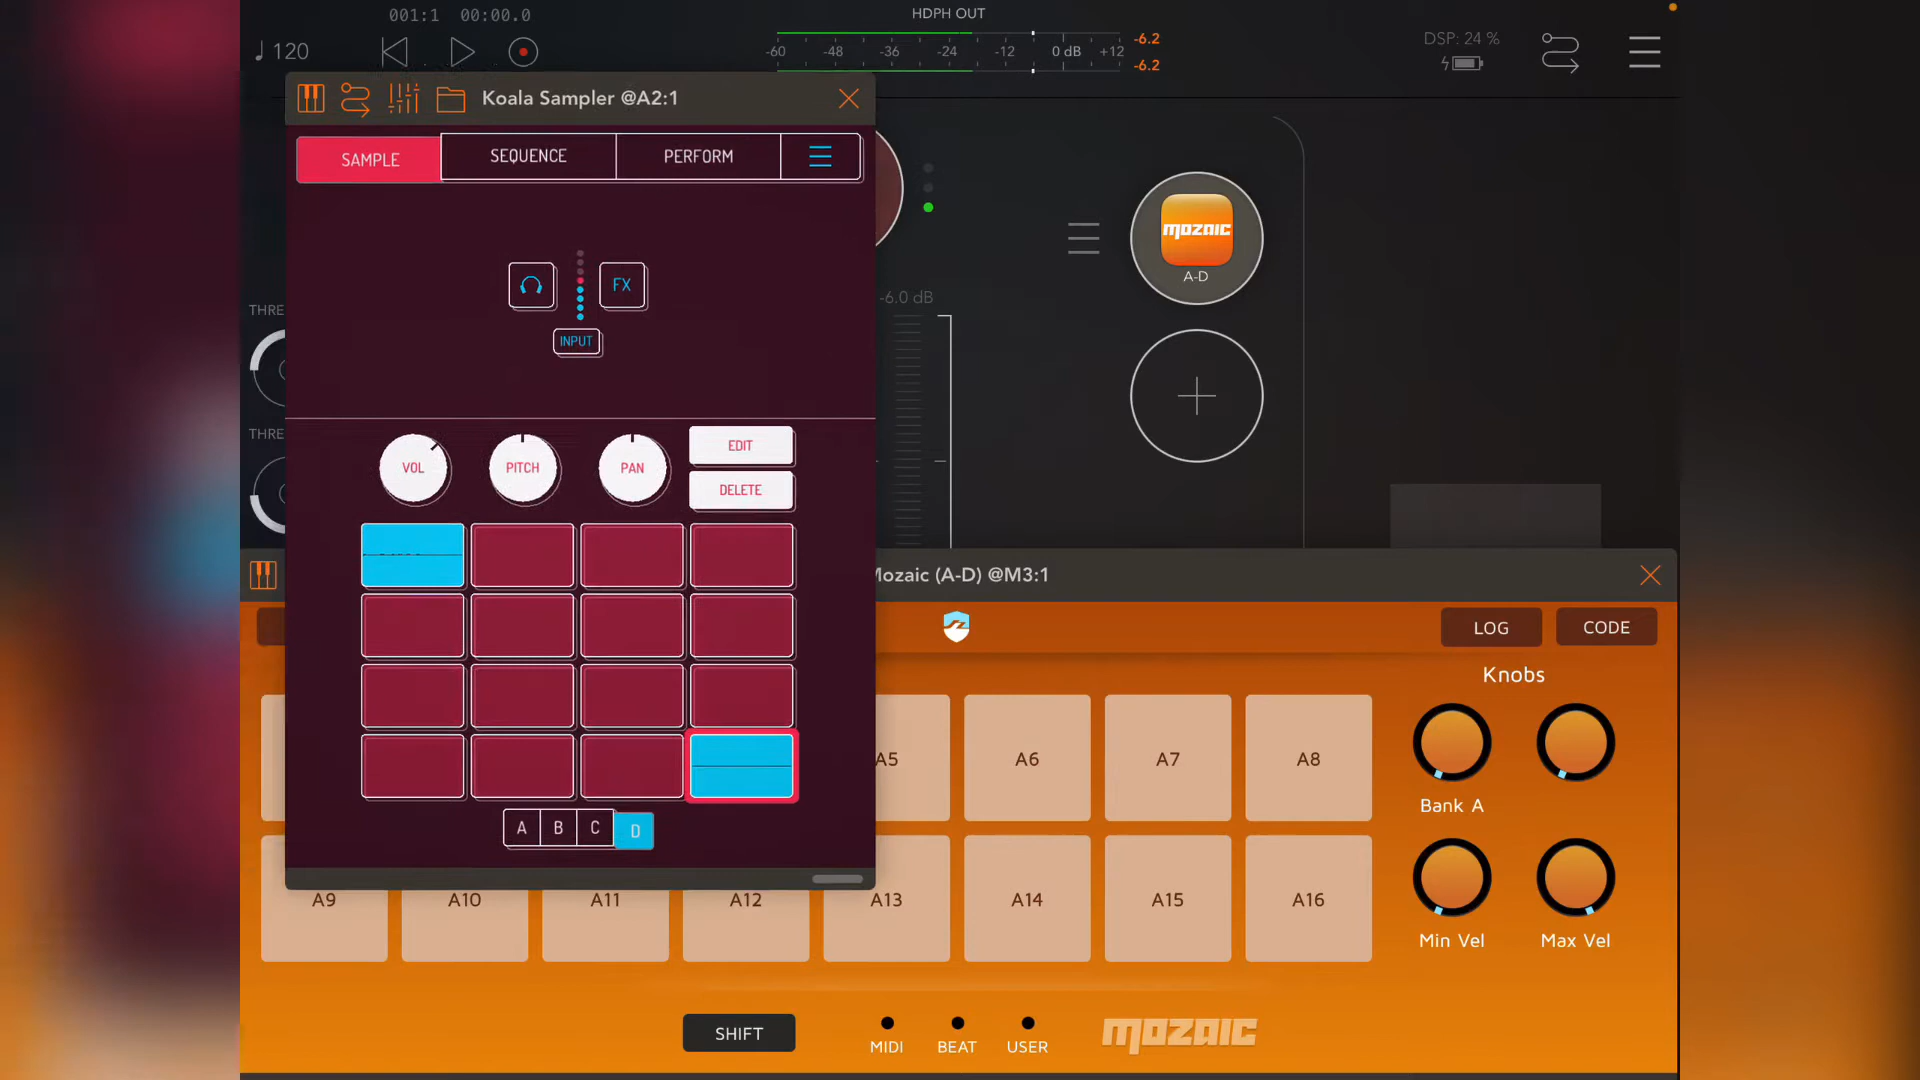 001:1 00:00.0
HDPH OUT
120
-60 -48 -36 -24 -12 0 dB +12
-6.2
-6.2
DSP: 24 %
Koala Sampler @A2:1
SAMPLE SEQUENCE PERFORM
mozaic
A-D
FX
INPUT
-6.0 dB
THRE
THRE
VOL PITCH PAN
EDIT
DELETE
Mozaic (A-D) @M3:1
LOG CODE
Knobs
A5 A6 A7 A8
Bank A
A B C D
A9 A10 A11 A12 A13 A14 A15 A16
Min Vel Max Vel
SHIFT
MIDI BEAT USER
mozaic